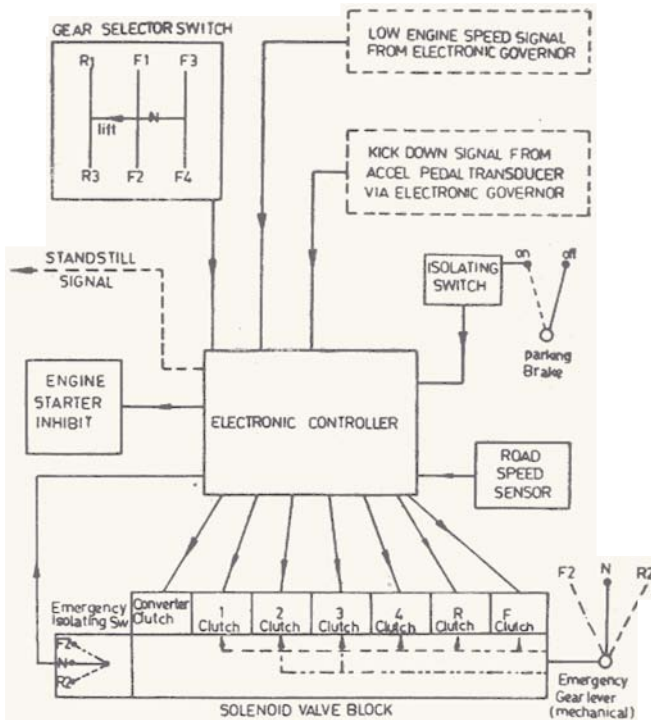 GEAR SELECTOR SWITCH
R1 F1 F3
lift N
R3 F2 F4
LOW ENGINE SPEED SIGNAL
FROM ELECTRONIC GOVERNOR
KICK DOWN SIGNAL FROM
ACCEL PEDAL TRANSDUCER
VIA ELECTRONIC GOVERNOR
STANDSTILL
SIGNAL
ISOLATING
SWITCH
on off
parking
Brake
ENGINE
STARTER
INHIBIT
ELECTRONIC CONTROLLER
ROAD
SPEED
SENSOR
Emergency
Isolating Sw
F2
N
R2
Converter
Clutch
1
Clutch
2
Clutch
3
Clutch
4
Clutch
R
Clutch
F
Clutch
F2 N R2
Emergency
Gear lever
(mechanical)
SOLENOID VALVE BLOCK